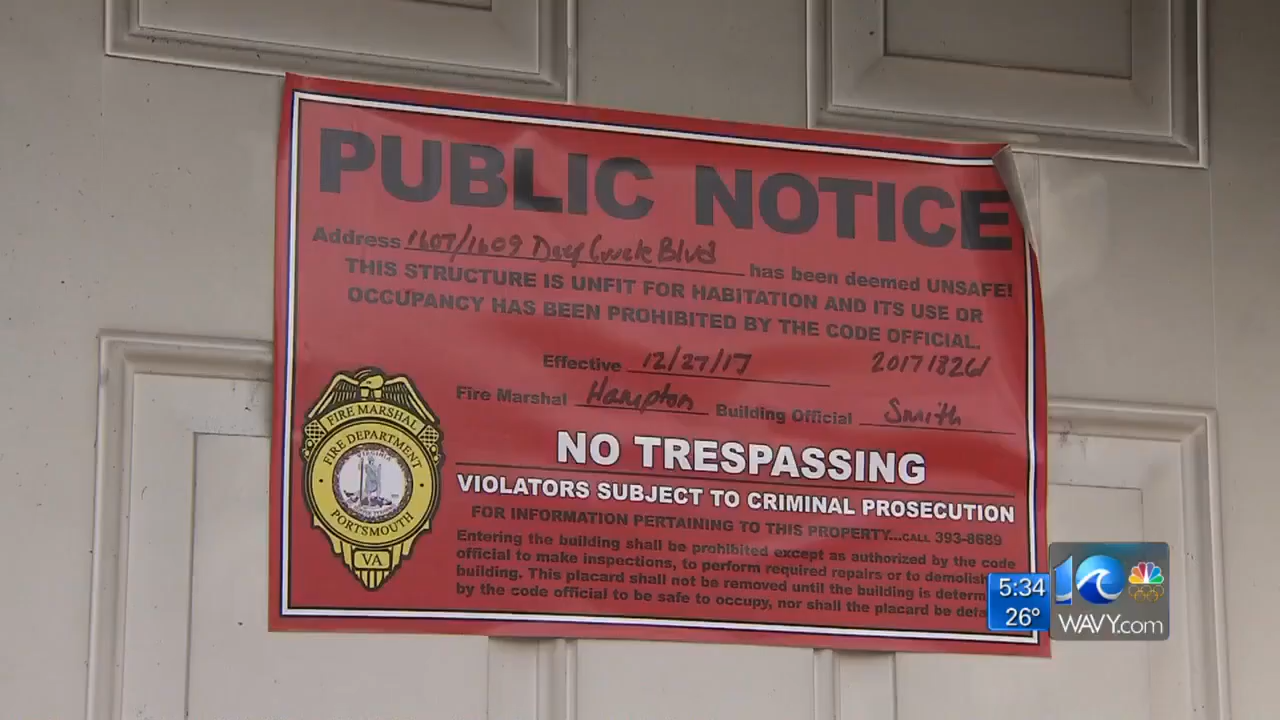 PUBLIC NOTICE
Address 1607/1609 Deep Creek Blvd has been deemed UNSAFE!
THIS STRUCTURE IS UNFIT FOR HABITATION AND ITS USE OR
OCCUPANCY HAS BEEN PROHIBITED BY THE CODE OFFICIAL.
Effective 12/27/17 201718261
Fire Marshal Hampton Building Official Smith
NO TRESPASSING
VIOLATORS SUBJECT TO CRIMINAL PROSECUTION
FOR INFORMATION PERTAINING TO THIS PROPERTY...CALL 393-8689
Entering the building shall be prohibited except as authorized by the code
official to make inspections, to perform required repairs or to demolish
building. This placard shall not be removed until the building is determ
by the code official to be safe to occupy, nor shall the placard be defa
FIRE MARSHAL
FIRE DEPARTMENT
PORTSMOUTH
VA
5:34
26°
10
WAVY.com